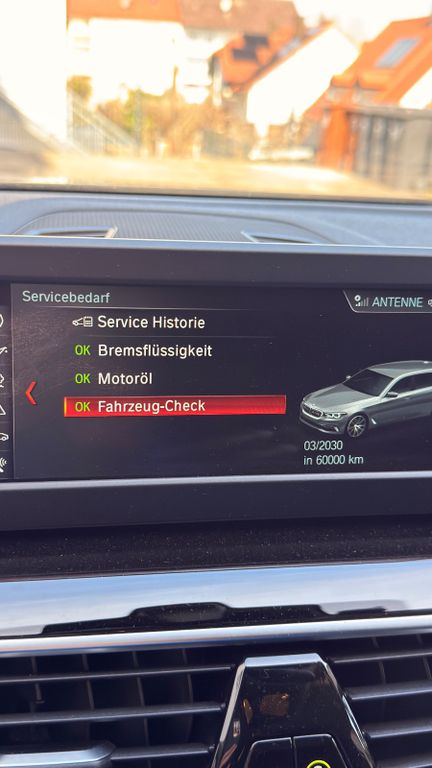 Servicebedarf
ANTENNE
Service Historie
OK Bremsflüssigkeit
OK Motoröl
OK Fahrzeug-Check
03/2030
in 60000 km